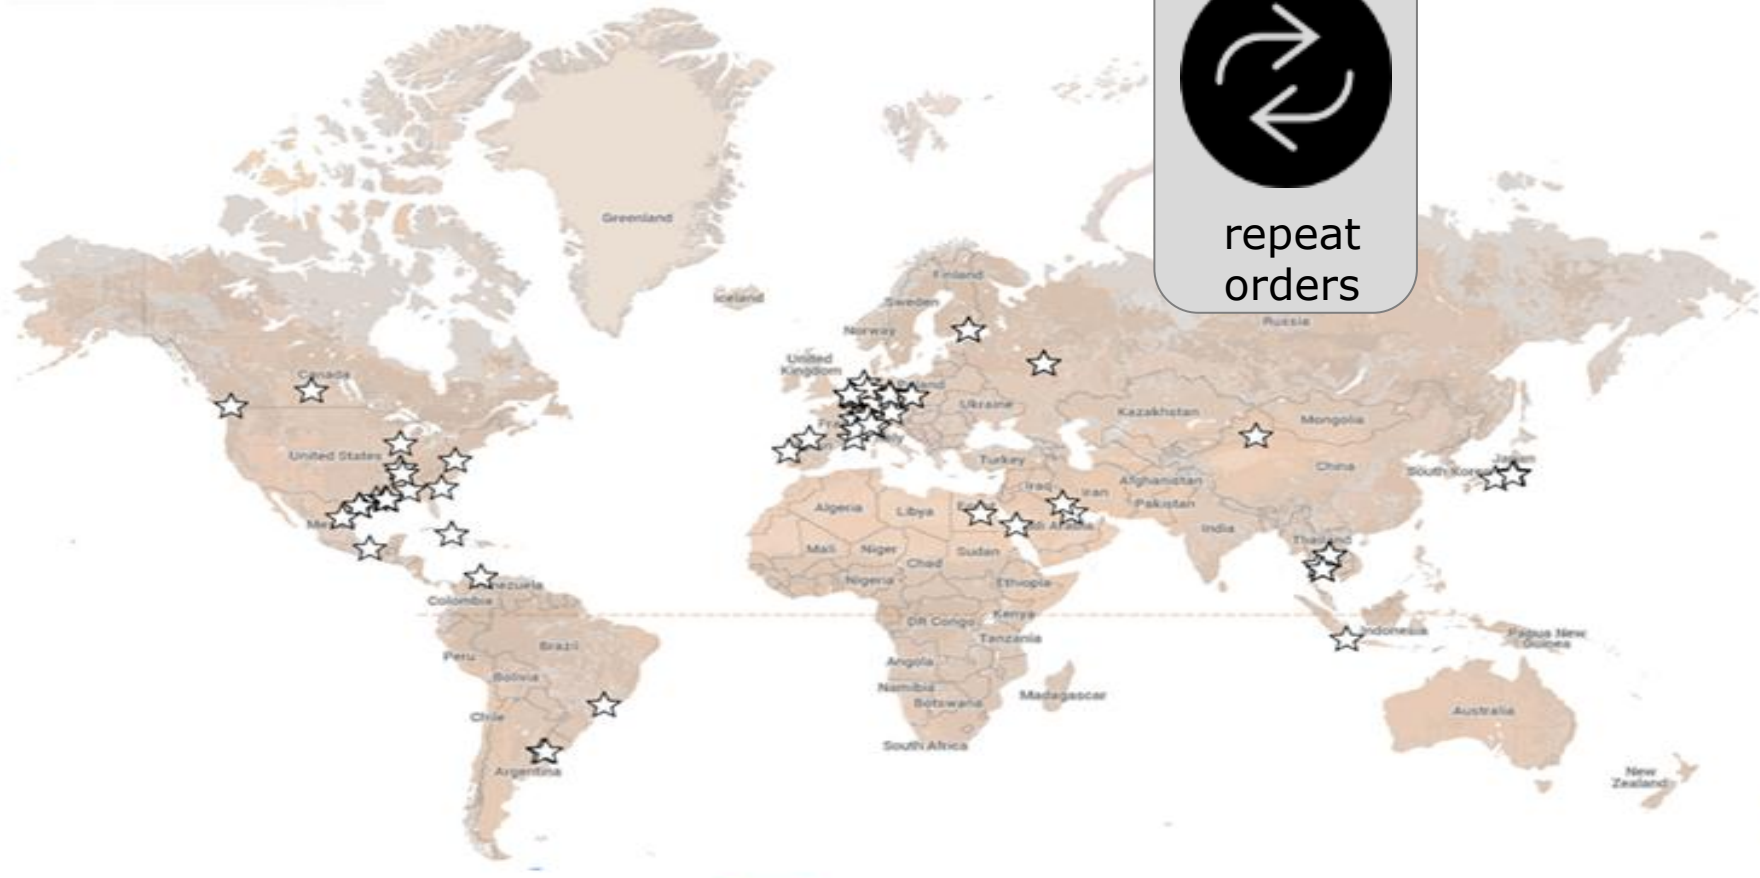 repeat
orders
Greenland
Iceland
Finland
Sweden
Norway
Russia
United
Kingdom
Poland
Canada
Ukraine
Kazakhstan
Mongolia
United States
Turkey
China
South Korea
Japan
Afghanistan
Iraq
Iran
Pakistan
Algeria
Libya
India
Mali
Niger
Chad
Sudan
Thailand
Nigeria
Ethiopia
Colombia
Kenya
DR Congo
Tanzania
Indonesia
Papua New
Guinea
Brazil
Peru
Angola
Bolivia
Namibia
Botswana
Madagascar
Chile
Australia
South Africa
Argentina
New
Zealand